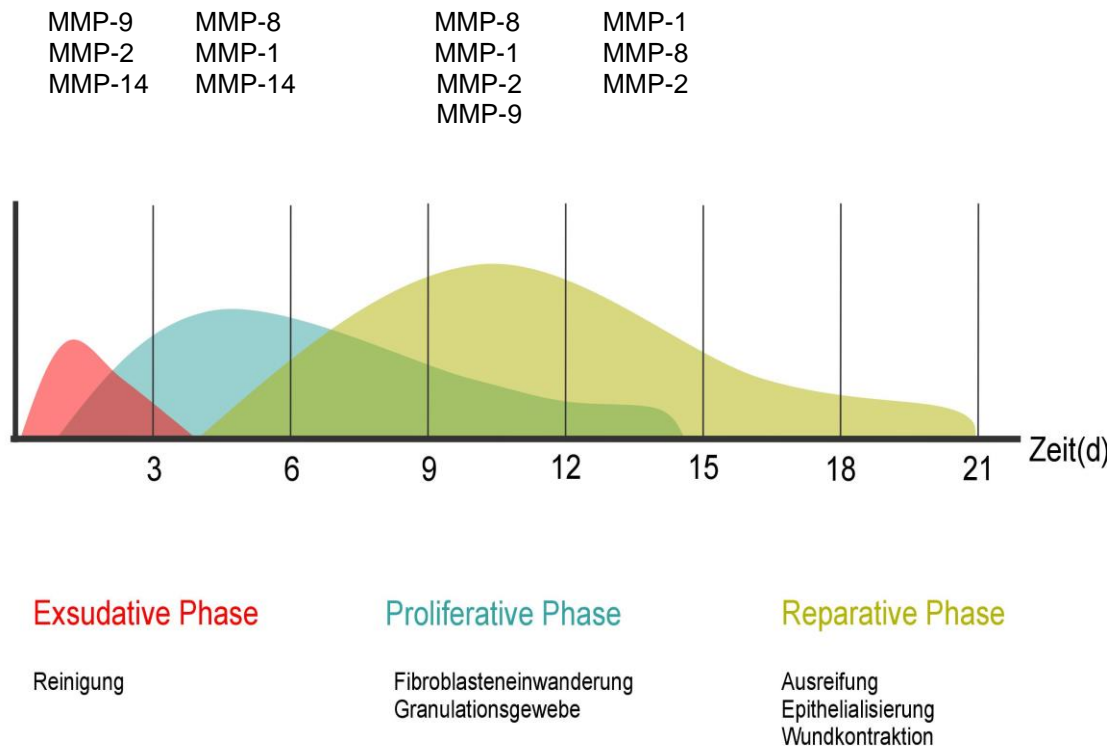 MMP-9 MMP-8 MMP-8 MMP-1
MMP-2 MMP-1 MMP-1 MMP-8
MMP-14 MMP-14 MMP-2 MMP-2
MMP-9
3 6 9 12 15 18 21 Zeit(d)
Exsudative Phase Proliferative Phase Reparative Phase
Reinigung Fibroblasteneinwanderung Ausreifung
Granulationsgewebe Epithelialisierung
Wundkontraktion